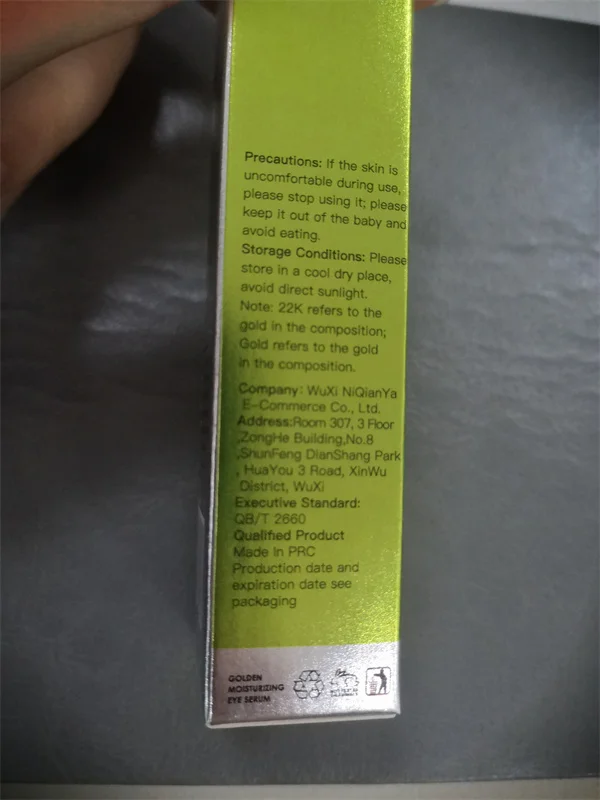 Precautions: If the skin is
uncomfortable during use,
please stop using it; please
keep it out of the baby and
avoid eating.
Storage Conditions: Please
store in a cool dry place,
avoid direct sunlight.
Note: 22K refers to the
gold in the composition;
Gold refers to the gold
in the composition.
Company: WuXi NiQianYa
E-Commerce Co., Ltd.
Address:Room 307, 3 Floor
,ZongHe Building,No.8
,ShunFeng DianShang Park
, HuaYou 3 Road, XinWu
District, WuXi
Executive Standard:
QB/T 2660
Qualified Product
Made In PRC
Production date and
expiration date see
packaging
GOLDEN
MOISTURIZING
EYE SERUM